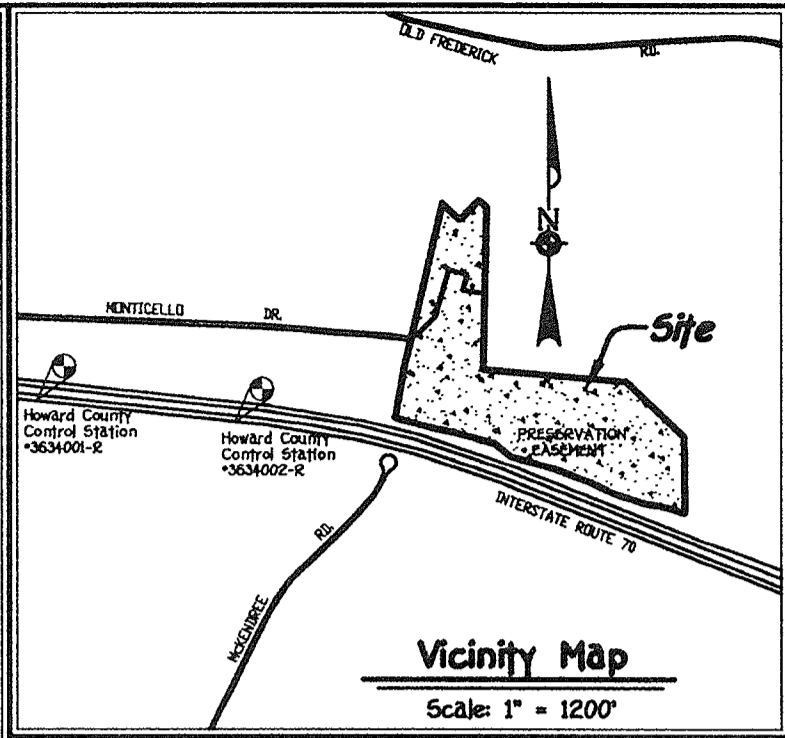 OLD FREDERICK RD.
N
MONTICELLO DR.
Site
Howard County
Control Station
*3634001-R
Howard County
Control Station
*3634002-R
PRESERVATION
EASEMENT
INTERSTATE ROUTE 70
McKENDREE RD.
Vicinity Map
Scale: 1" = 1200'